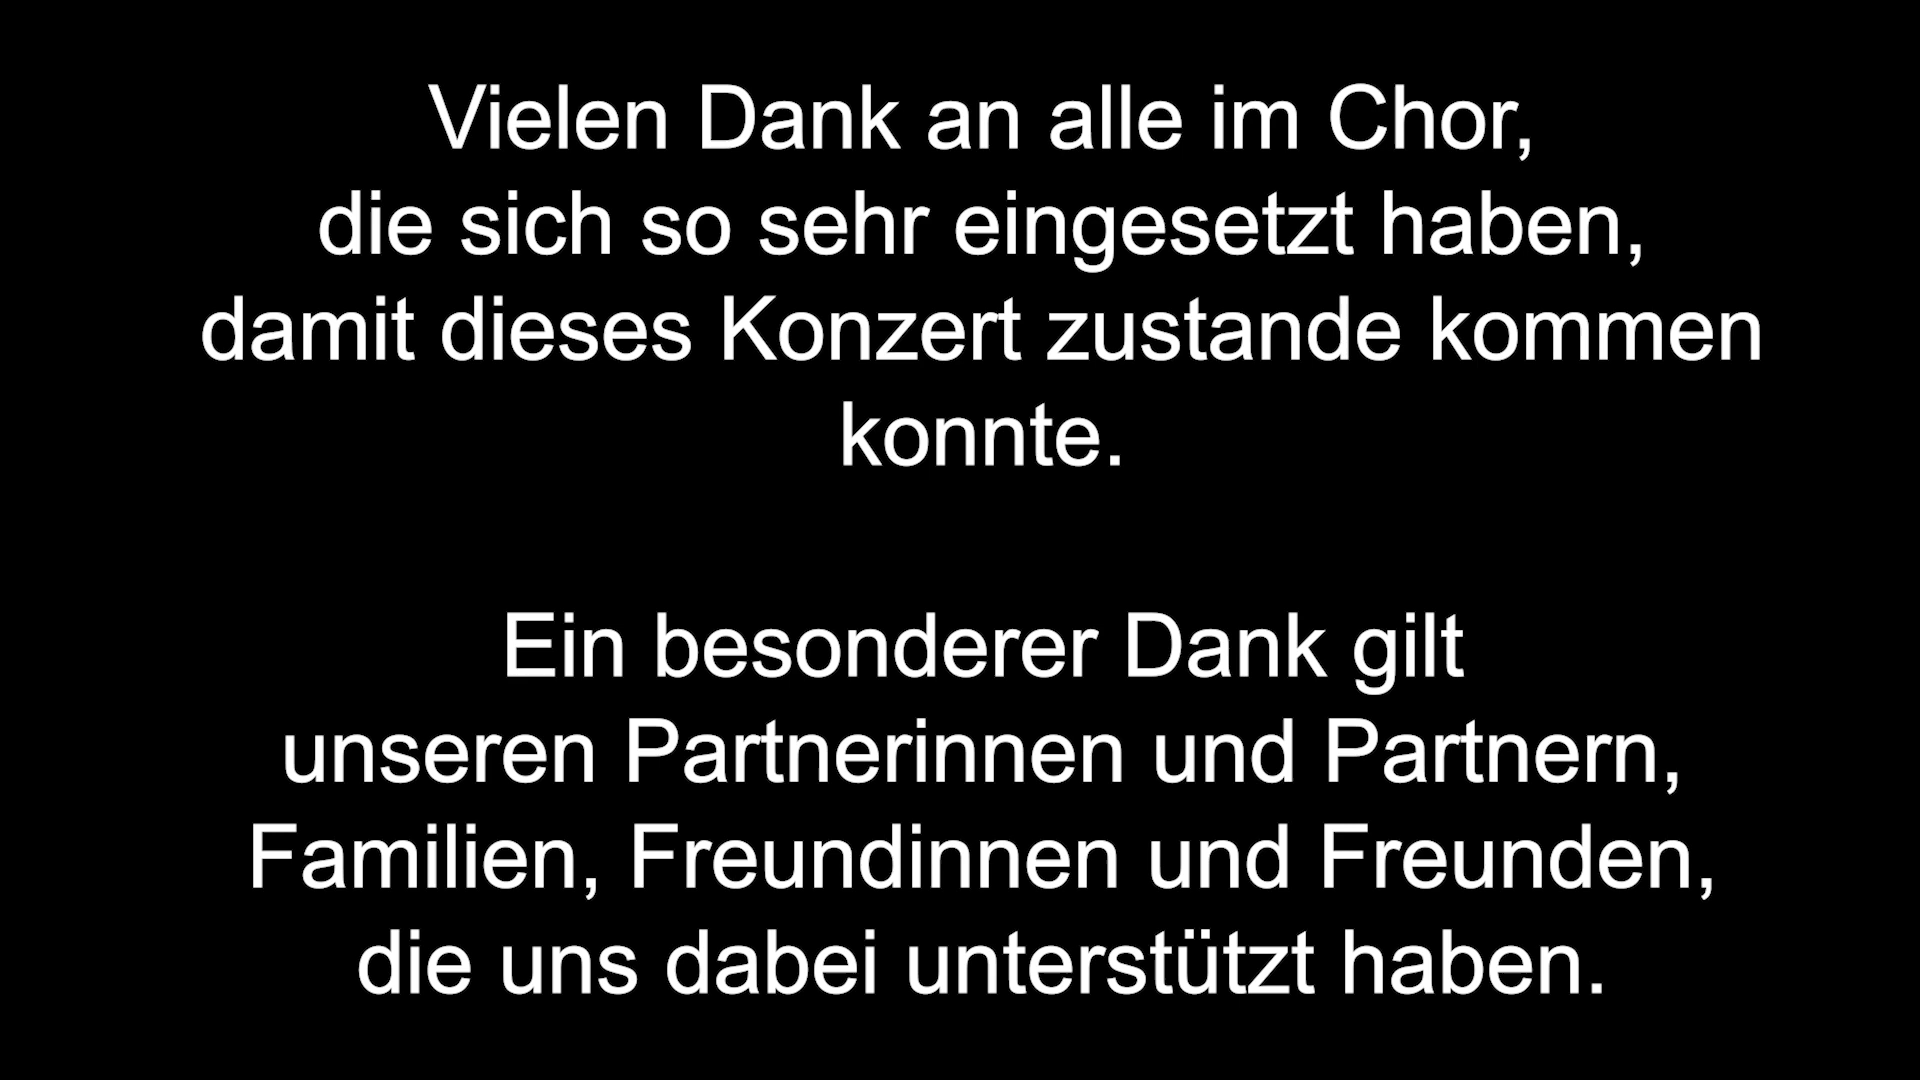 Vielen Dank an alle im Chor,
die sich so sehr eingesetzt haben,
damit dieses Konzert zustande kommen
konnte.
Ein besonderer Dank gilt
unseren Partnerinnen und Partnern,
Familien, Freundinnen und Freunden,
die uns dabei unterstützt haben.